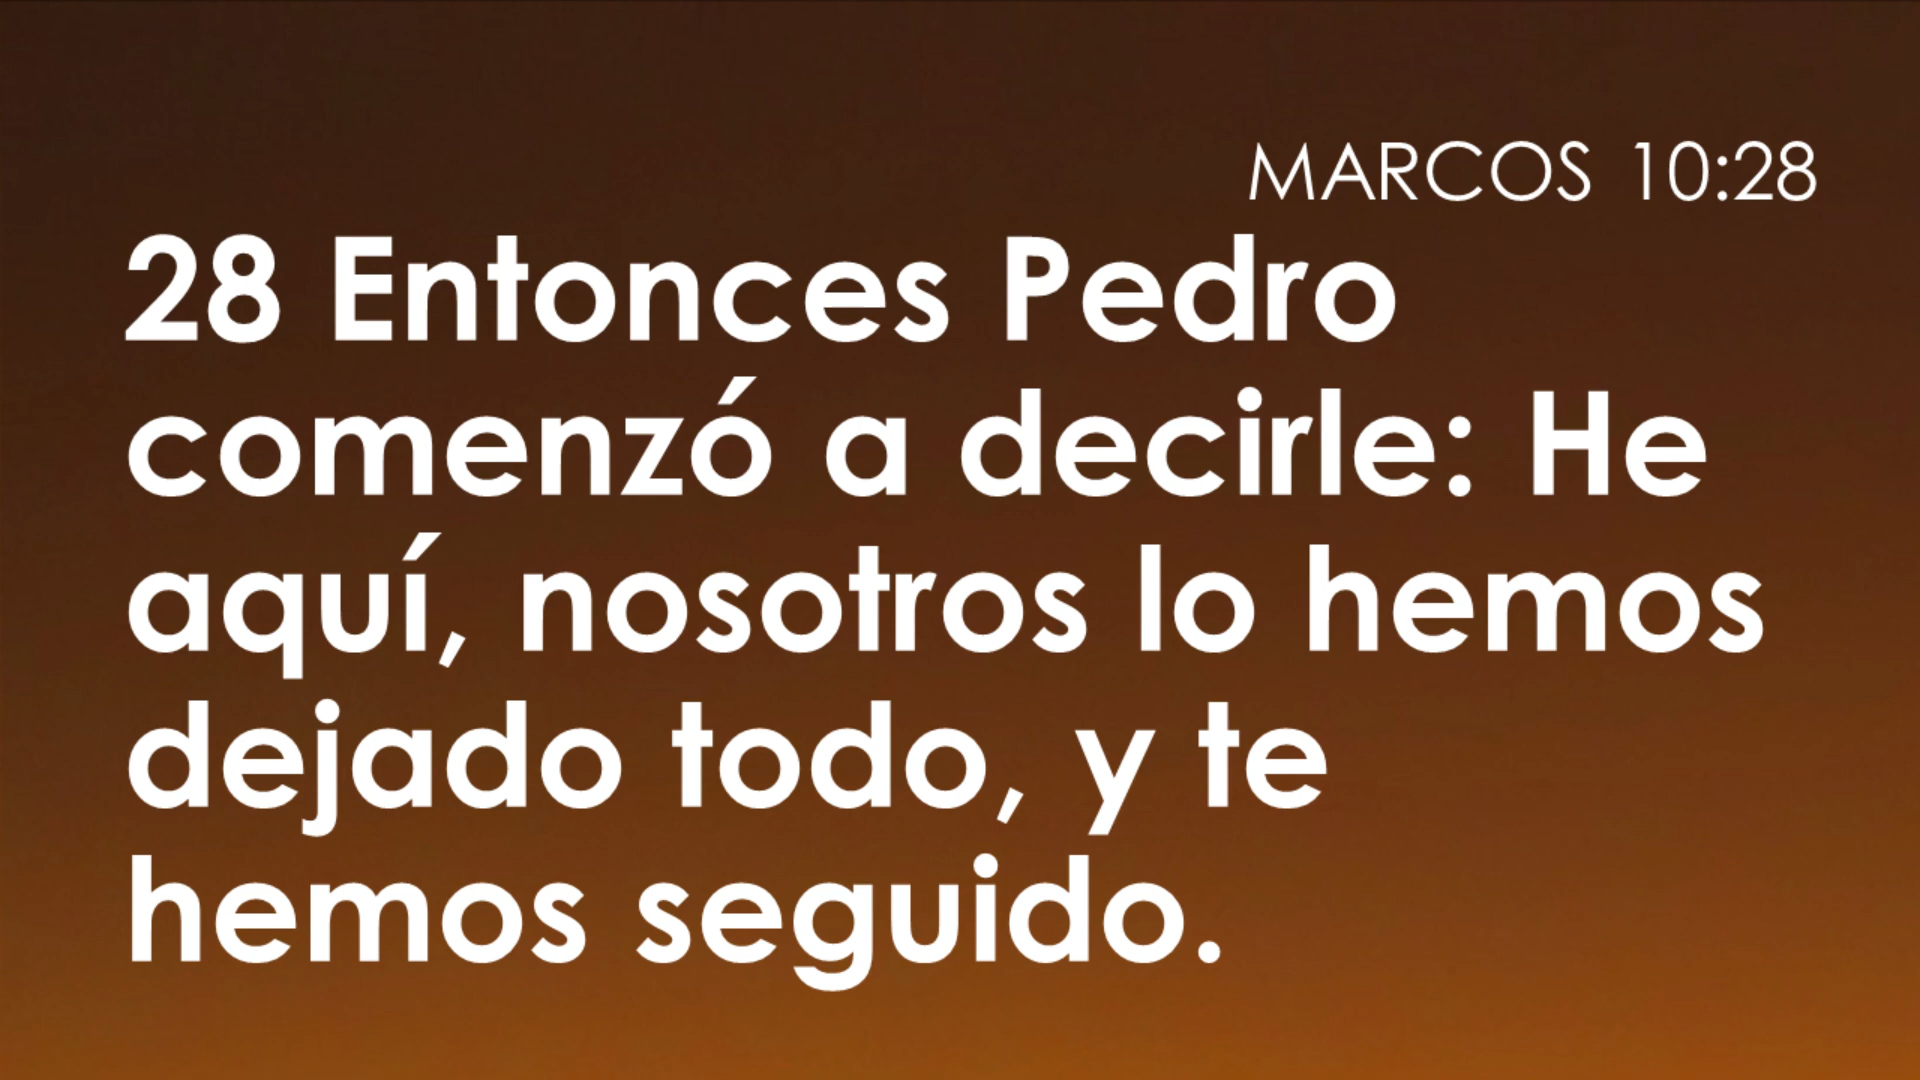 MARCOS 10:28
28 Entonces Pedro
comenzó a decirle: He
aquí, nosotros lo hemos
dejado todo, y te
hemos seguido.